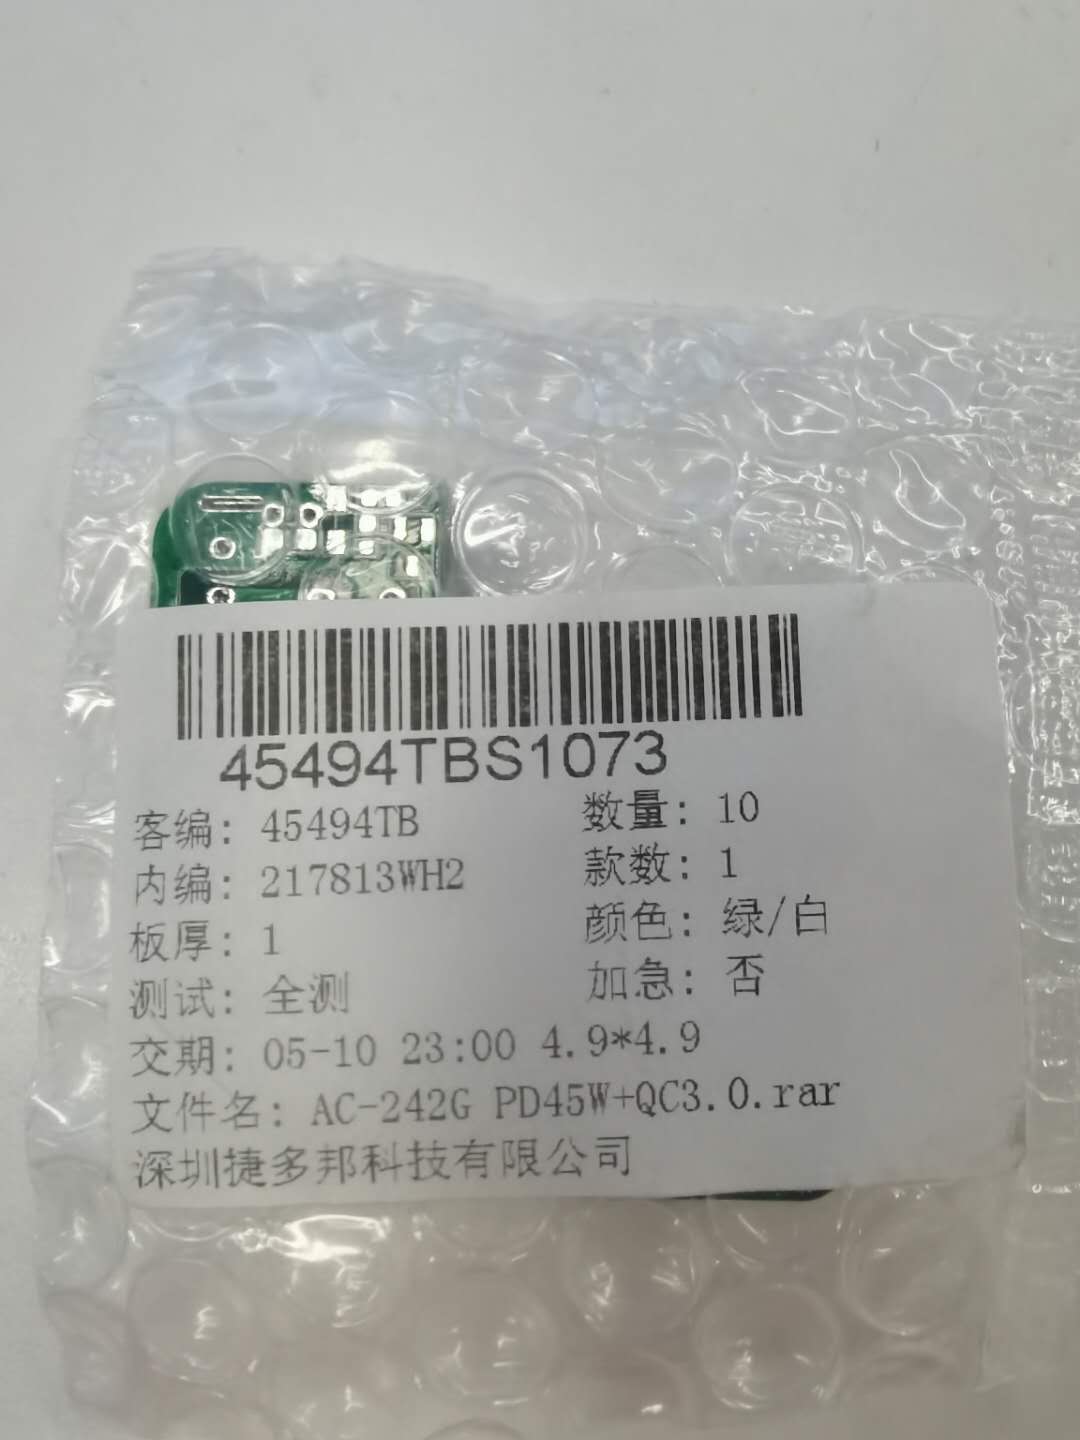 45494TBS1073
客编: 45494TB 数量: 10
内编: 217813WH2 款数: 1
板厚: 1 颜色: 绿/白
测试: 全测 加急: 否
交期: 05-10 23:00 4.9*4.9
文件名: AC-242G PD45W+QC3.0.rar
深圳捷多邦科技有限公司